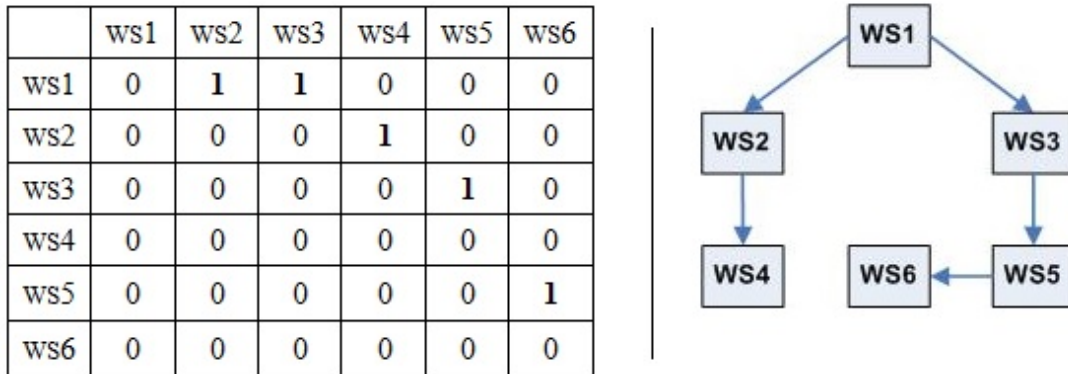 ws1 ws2 ws3 ws4 ws5 ws6
ws1 0 1 1 0 0 0
ws2 0 0 0 1 0 0
ws3 0 0 0 0 1 0
ws4 0 0 0 0 0 0
ws5 0 0 0 0 0 1
ws6 0 0 0 0 0 0
WS1
WS2 WS3
WS4 WS6 WS5